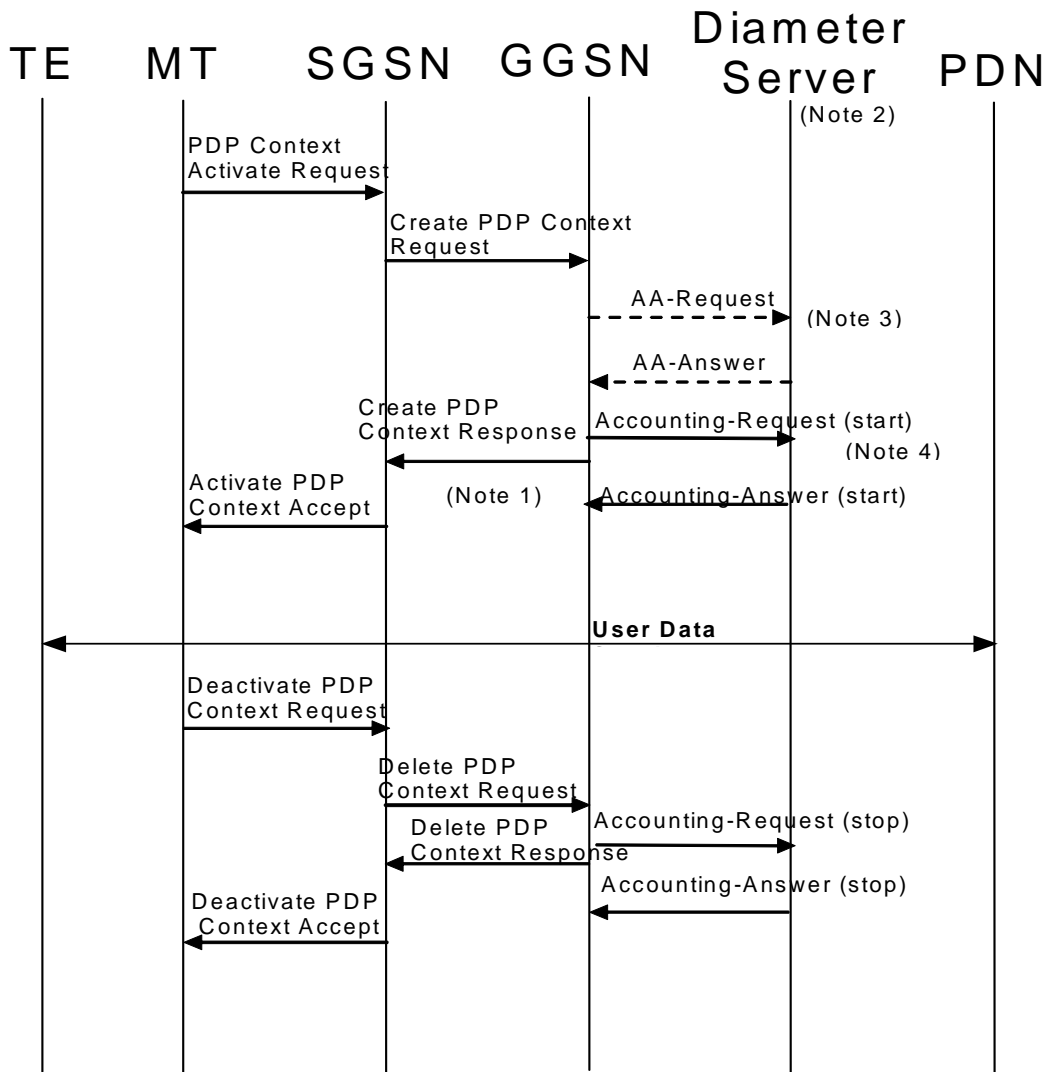 TE
MT
SGSN
GGSN
Diameter
Server
PDN
(Note 2)
PDP Context
Activate Request
Create PDP Context
Request
AA-Request
(Note 3)
AA-Answer
Create PDP
Context Response
Accounting-Request (start)
(Note 4)
Activate PDP
Context Accept
(Note 1)
Accounting-Answer (start)
User Data
Deactivate PDP
Context Request
Delete PDP
Context Request
Delete PDP
Context Response
Accounting-Request (stop)
Accounting-Answer (stop)
Deactivate PDP
Context Accept